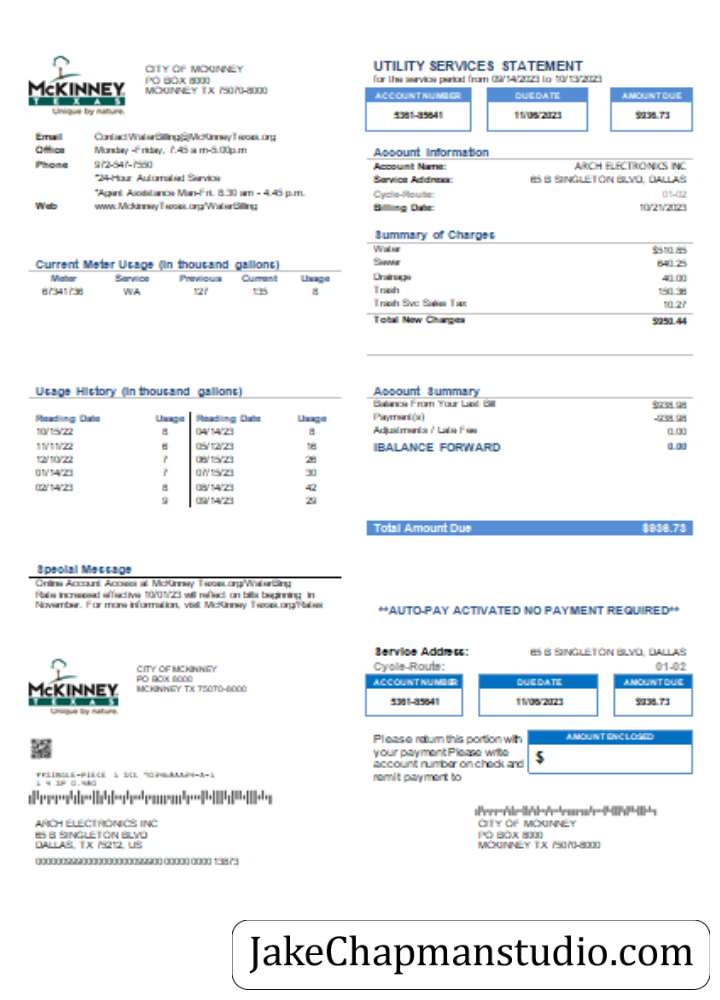 McKINNEY
TEXAS
Unique by nature.
CITY OF MCKINNEY
PO BOX 8000
MCKINNEY TX 75070-8000
UTILITY SERVICES STATEMENT
for the service period from 09/14/2023 to 10/13/2023
ACCOUNT NUMBER DUE DATE AMOUNT DUE
5361-85641 11/06/2023 $936.73
Email ContactWaterBilling@McKinneyTexas.org
Office Monday -Friday, 7.45 a m-5:00p.m
Phone 972-547-7550
*24-Hour Automated Service
*Agent Assistance Man-Fri. 8.30 am - 4.45 p.m.
Web www.McKinneyTexas.org/WaterBilling
Account Information
Account Name: ARCH ELECTRONICS INC
Service Address: 65 B SINGLETON BLVD, DALLAS
Cycle-Route: 01-02
Billing Date: 10/21/2023
Summary of Charges
Water $510.85
Sewer 640.25
Drainage 40.00
Trash 150.36
Trash Svc Sales Tax 10.27
Total New Charges $950.44
Current Meter Usage (In thousand gallons)
Meter Service Previous Current Usage
67341736 WA 127 135 8
Usage History (In thousand gallons)
Reading Date Usage Reading Date Usage
10/15/22 8 04/14/23 8
11/11/22 6 05/12/23 16
12/10/22 7 06/15/23 26
01/14/23 7 07/15/23 30
02/14/23 8 08/14/23 42
9 09/14/23 29
Account Summary
Balance From Your Last Bill $938.98
Payment(s) -938.98
Adjustments / Late Fee 0.00
IBALANCE FORWARD 0.00
Total Amount Due $936.73
Special Message
Online Account Access at McKinney Texas.org/WaterBling
Rate increased effective 10/01/23 will reflect on bills beginning in
November. For more information, visit McKinney Texas.org/Rates
**AUTO-PAY ACTIVATED NO PAYMENT REQUIRED**
McKINNEY
TEXAS
Unique by nature.
CITY OF MCKINNEY
PO BOX 8000
MCKINNEY TX 75070-8000
Service Address: 65 B SINGLETON BLVD, DALLAS
Cycle-Route: 01-02
ACCOUNT NUMBER DUE DATE AMOUNT DUE
5361-85641 11/06/2023 $936.73
Please return this portion with
your payment Please write
account number on check and
remit payment to
AMOUNT ENCLOSED
$
ARCH ELECTRONICS INC
65 B SINGLETON BLVD
DALLAS, TX 75212, US
CITY OF MCKINNEY
PO BOX 8000
MCKINNEY TX 75070-8000
JakeChapmanstudio.com